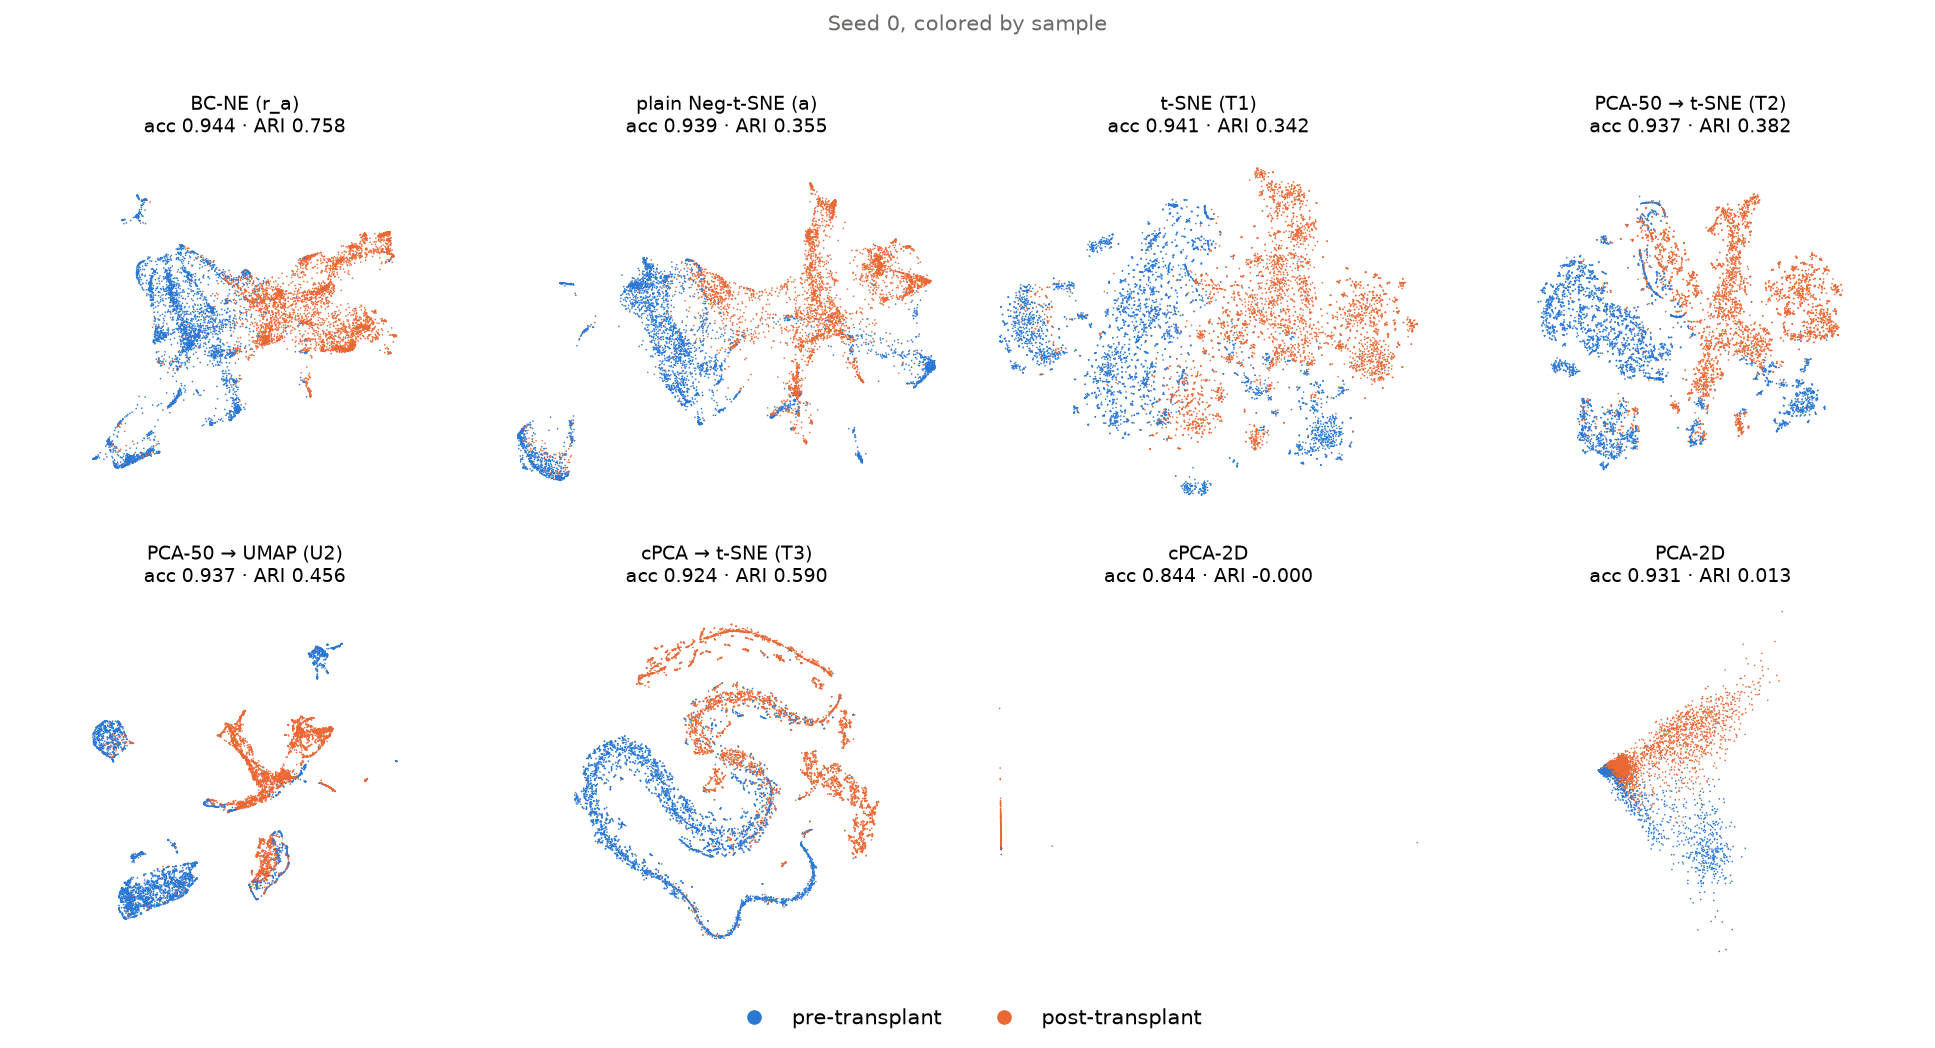 Seed 0, colored by sample
BC-NE (r_a)
acc 0.944 · ARI 0.758
plain Neg-t-SNE (a)
acc 0.939 · ARI 0.355
t-SNE (T1)
acc 0.941 · ARI 0.342
PCA-50 → t-SNE (T2)
acc 0.937 · ARI 0.382
PCA-50 → UMAP (U2)
acc 0.937 · ARI 0.456
cPCA → t-SNE (T3)
acc 0.924 · ARI 0.590
cPCA-2D
acc 0.844 · ARI -0.000
PCA-2D
acc 0.931 · ARI 0.013
pre-transplant
post-transplant